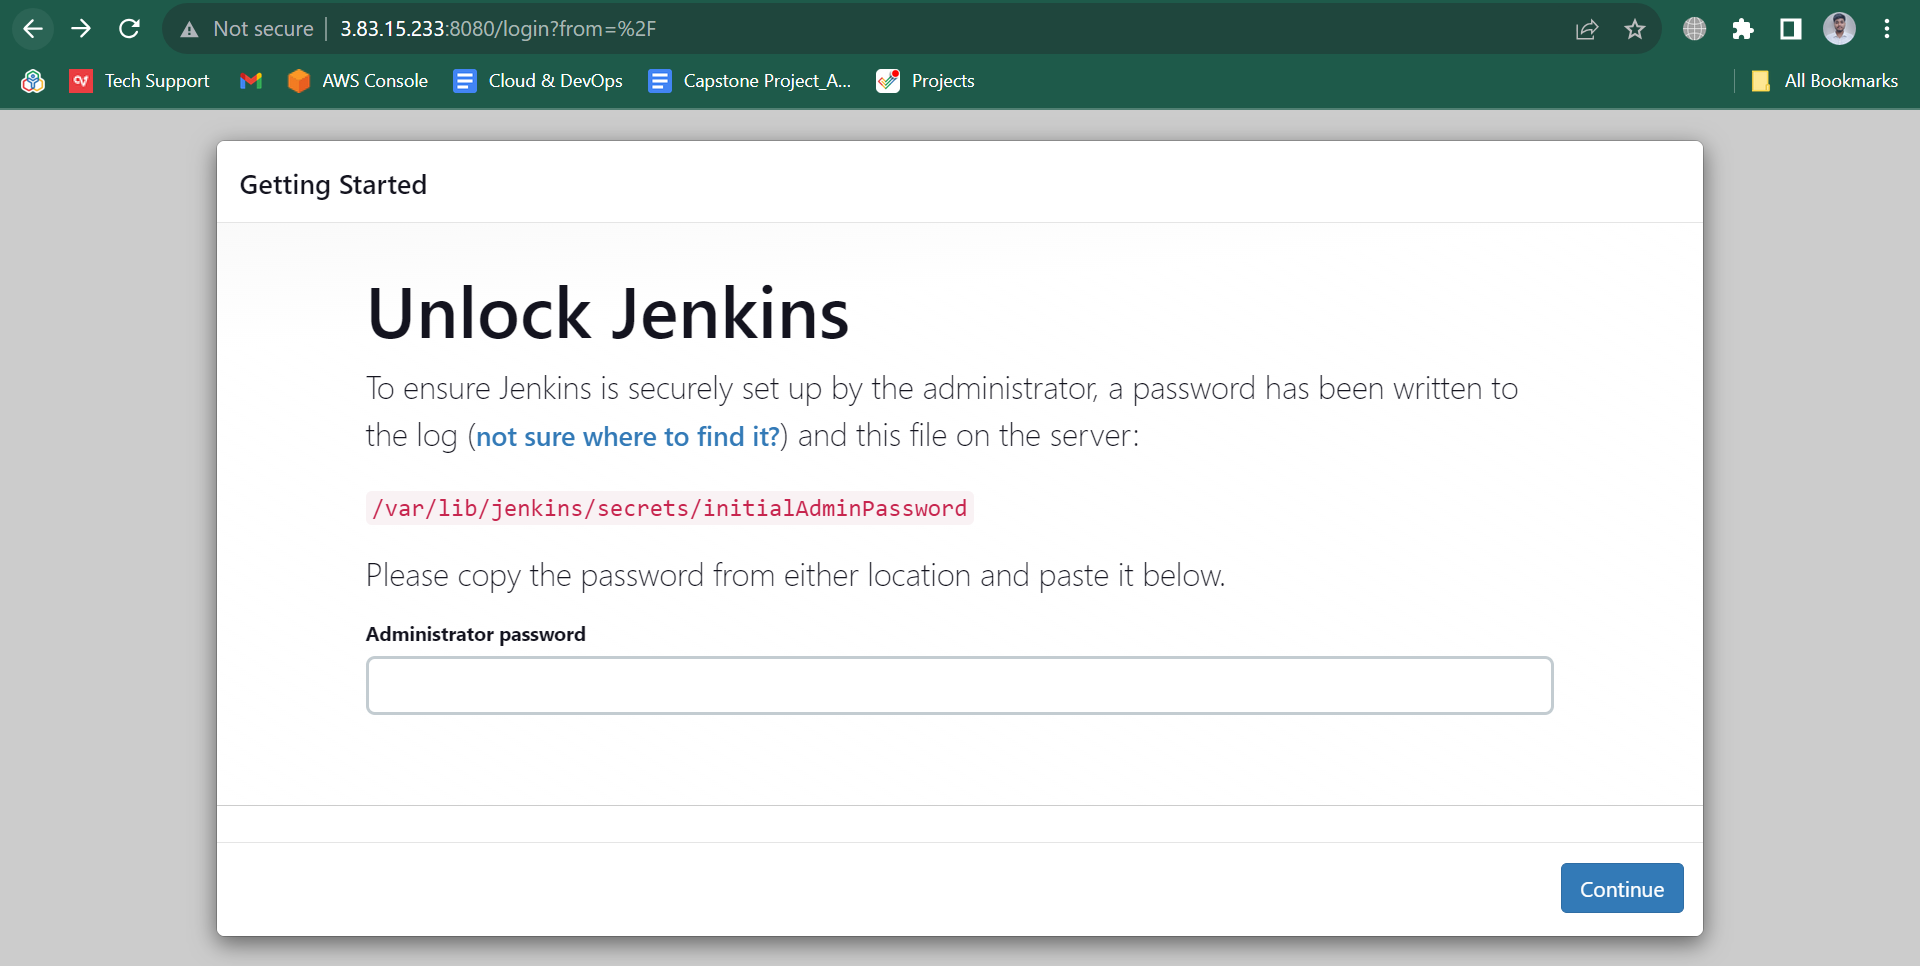 Not secure | 3.83.15.233:8080/login?from=%2F
Tech Support AWS Console Cloud & DevOps Capstone Project_A... Projects All Bookmarks
Getting Started
Unlock Jenkins
To ensure Jenkins is securely set up by the administrator, a password has been written to
the log (not sure where to find it?) and this file on the server:
/var/lib/jenkins/secrets/initialAdminPassword
Please copy the password from either location and paste it below.
Administrator password
Continue